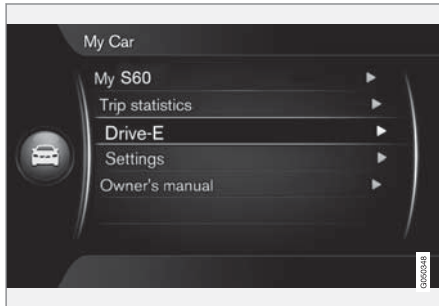 My Car
My S60
Trip statistics
Drive-E
Settings
Owner's manual
G050348